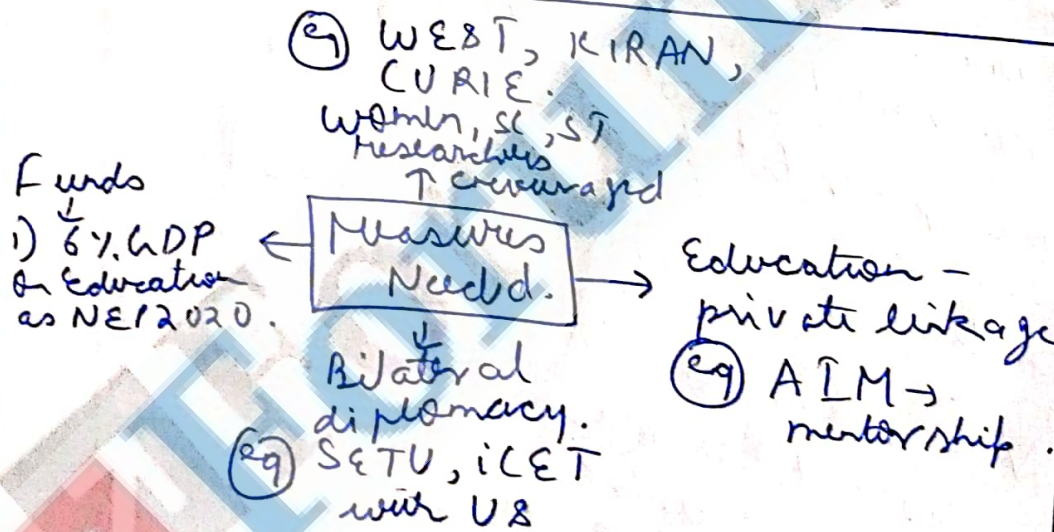 eg WEST, KIRAN,
CURIE.
women, SC, ST
researchers
↑ encouraged
Funds
↓
1) 6% GDP
on Education
as NEP 2020.
← Measures
Needed. →
Education -
private linkage
eg AIM →
mentorship.
↓
Bilateral
diplomacy.
eg SETU, iCET
with US
Forum